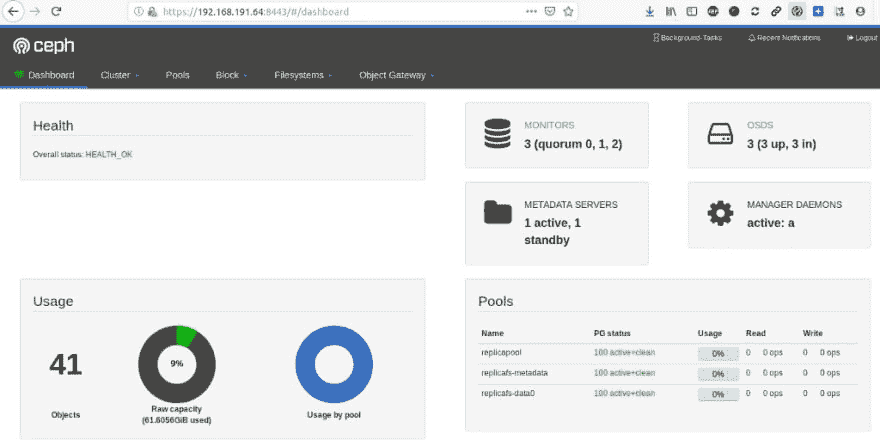 https://192.168.191.64:8443/#/dashboard
ceph
Background-Tasks
Recent Notifications
Logout
Dashboard
Cluster
Pools
Block
Filesystems
Object Gateway
Health
Overall status: HEALTH_OK
MONITORS
3 (quorum 0, 1, 2)
OSDS
3 (3 up, 3 in)
METADATA SERVERS
1 active, 1
standby
MANAGER DAEMONS
active: a
Usage
41
Objects
9%
Raw capacity
(61.6056GiB used)
Usage by pool
Pools
Name PG status Usage Read Write
replicapool 100 active+clean 0% 0 0 ops 0 0 ops
replicafs-metadata 100 active+clean 0% 0 0 ops 0 0 ops
replicafs-data0 100 active+clean 0% 0 0 ops 0 0 ops